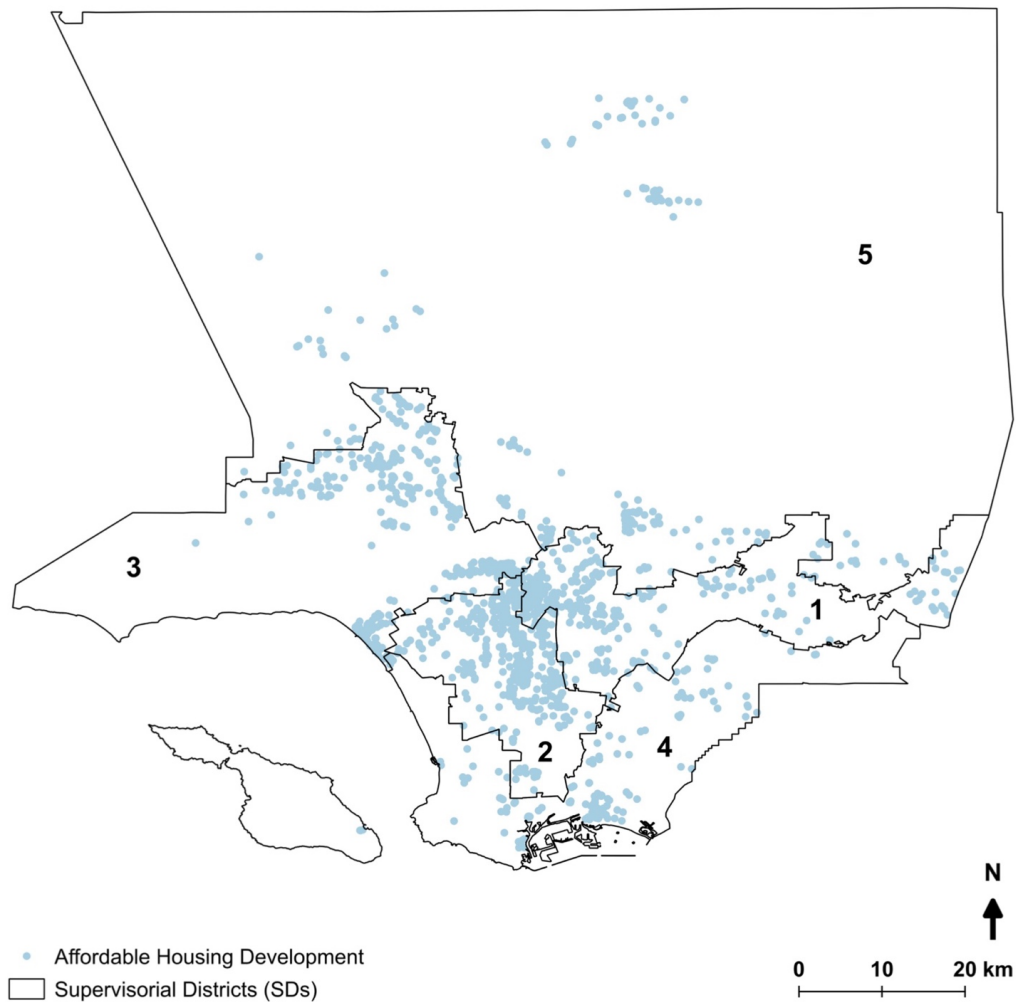 5
3
1
2
4
N
Affordable Housing Development
Supervisorial Districts (SDs)
0 10 20 km